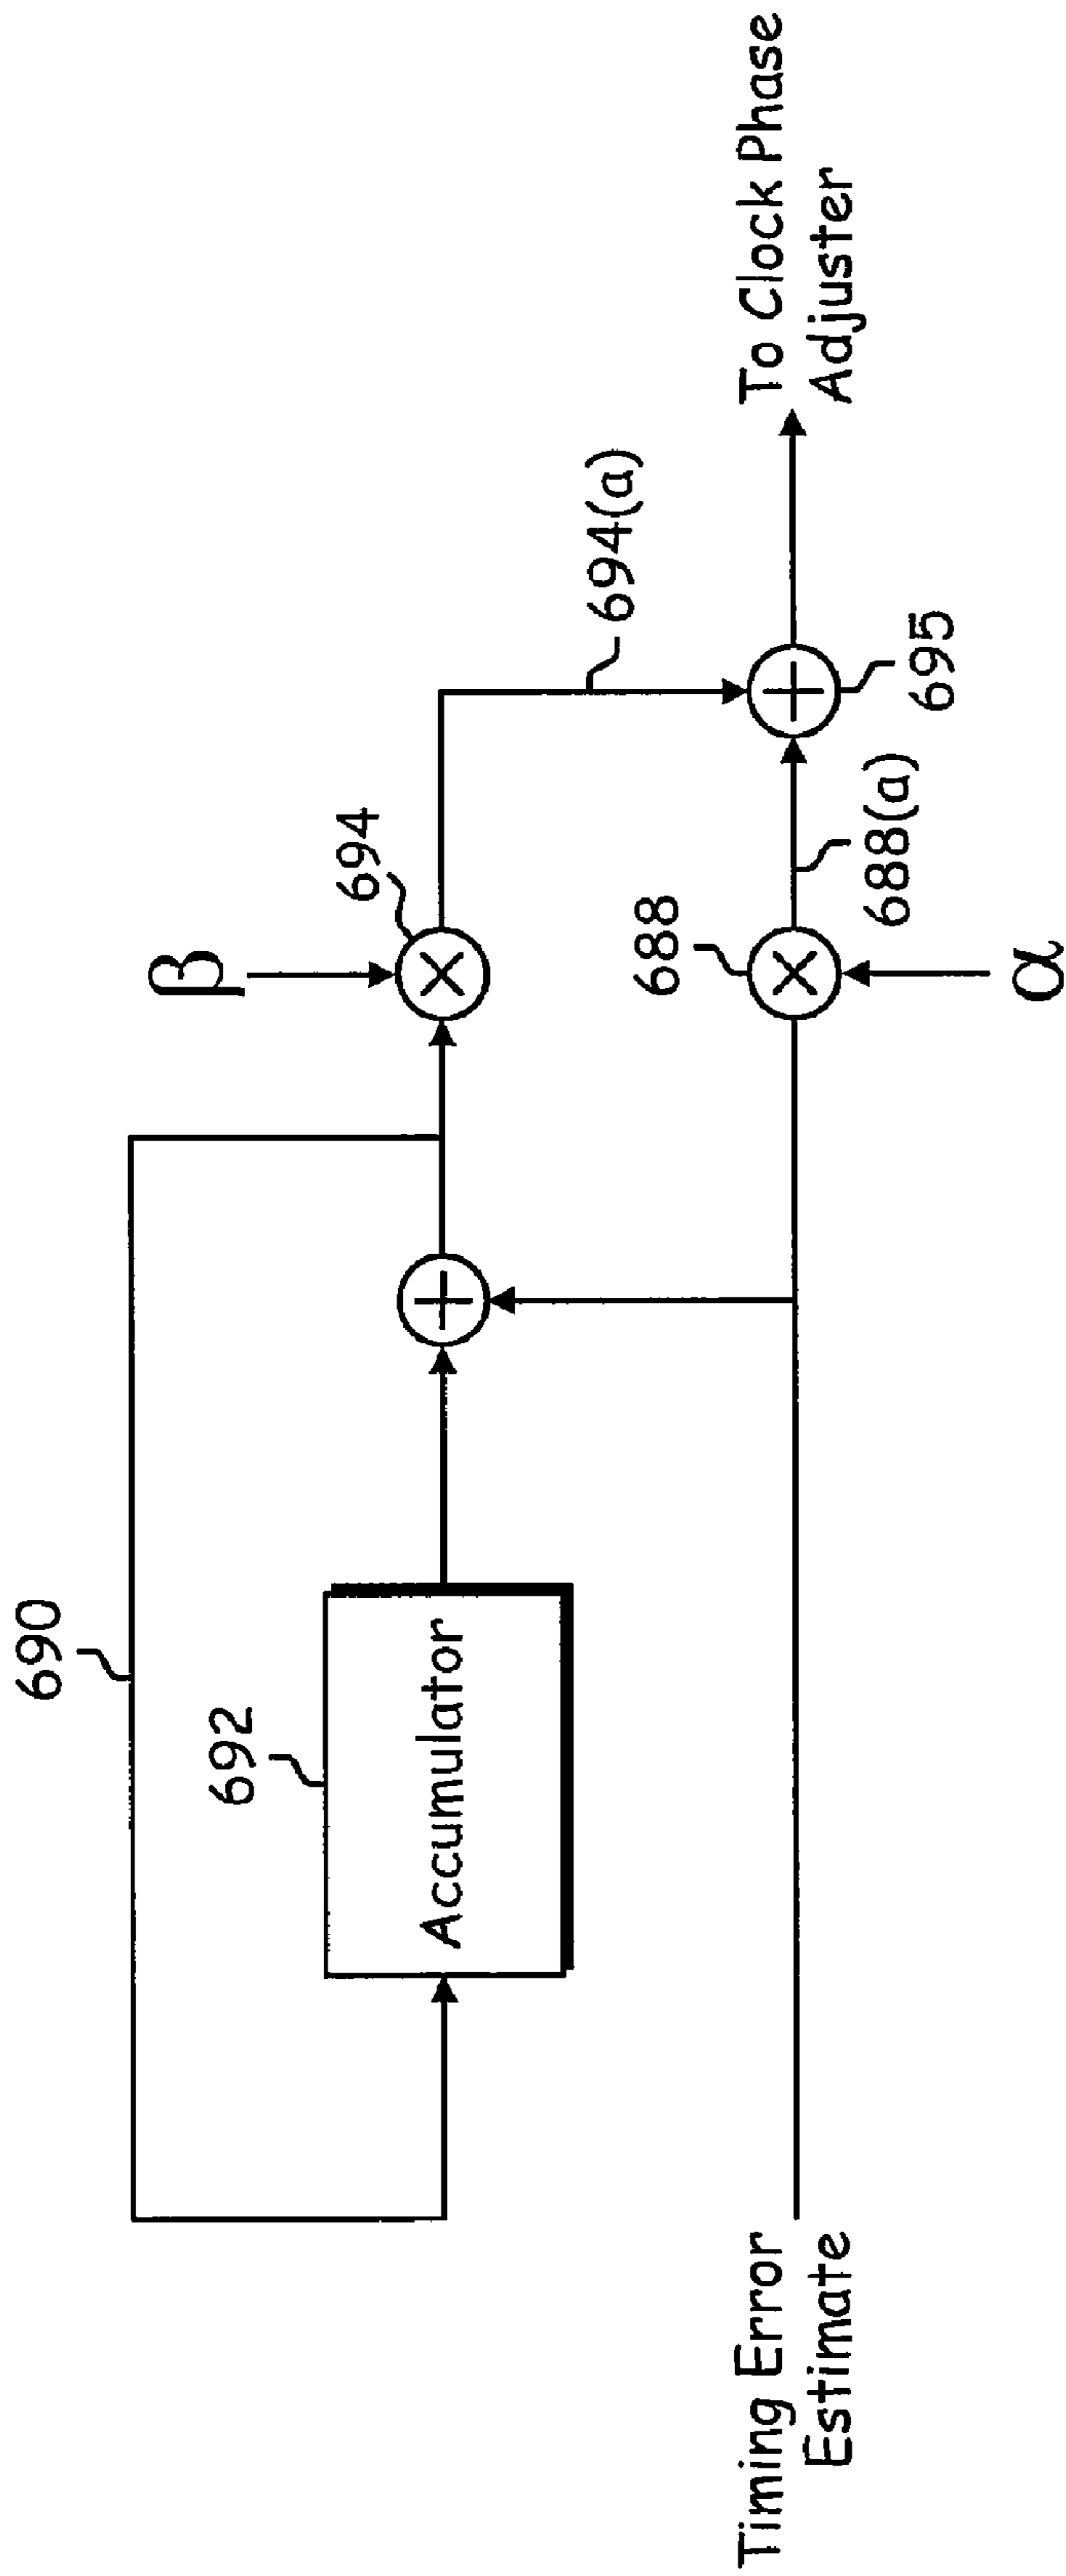 690
692
Accumulator
β
694
694(a)
688
688(a)
695
α
Timing Error
Estimate
To Clock Phase
Adjuster